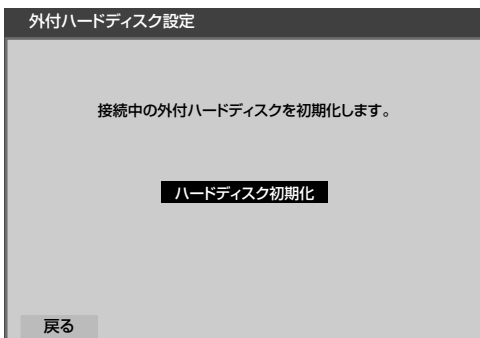 外付ハードディスク設定
接続中の外付ハードディスクを初期化します。
ハードディスク初期化
戻る